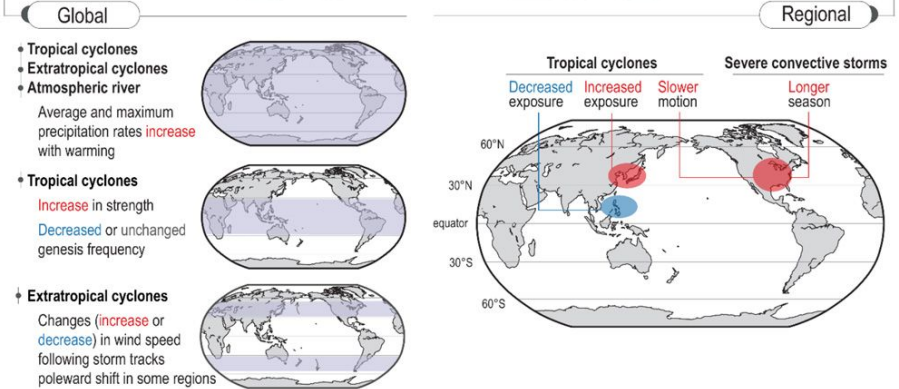 Global
Tropical cyclones
Extratropical cyclones
Atmospheric river
Average and maximum
precipitation rates increase
with warming
Tropical cyclones
Increase in strength
Decreased or unchanged
genesis frequency
Extratropical cyclones
Changes (increase or
decrease) in wind speed
following storm tracks
poleward shift in some regions
Regional
Tropical cyclones
Severe convective storms
Decreased
exposure
Increased
exposure
Slower
motion
Longer
season
60°N
30°N
equator
30°S
60°S